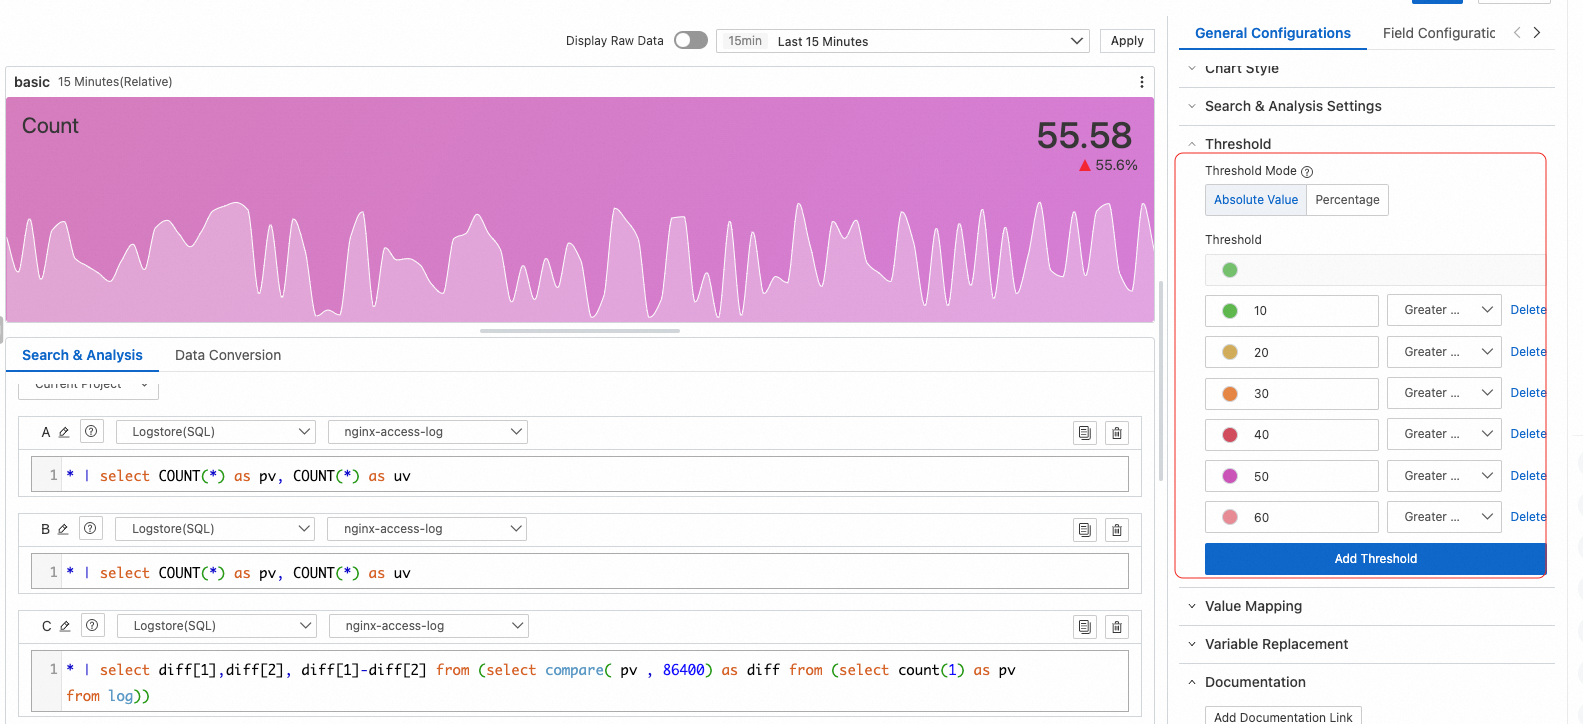 Display Raw Data
15min Last 15 Minutes
Apply
basic 15 Minutes(Relative)
Count
55.58
55.6%
Search & Analysis
Data Conversion
Current Project
A
?
Logstore(SQL)
nginx-access-log
1 * | select COUNT(*) as pv, COUNT(*) as uv
B
?
Logstore(SQL)
nginx-access-log
1 * | select COUNT(*) as pv, COUNT(*) as uv
C
?
Logstore(SQL)
nginx-access-log
1 * | select diff[1],diff[2], diff[1]-diff[2] from (select compare( pv , 86400) as diff from (select count(1) as pv
from log))
General Configurations
Field Configuratic
Chart Style
Search & Analysis Settings
Threshold
Threshold Mode ?
Absolute Value
Percentage
Threshold
10 Greater ... Delete
20 Greater ... Delete
30 Greater ... Delete
40 Greater ... Delete
50 Greater ... Delete
60 Greater ... Delete
Add Threshold
Value Mapping
Variable Replacement
Documentation
Add Documentation Link